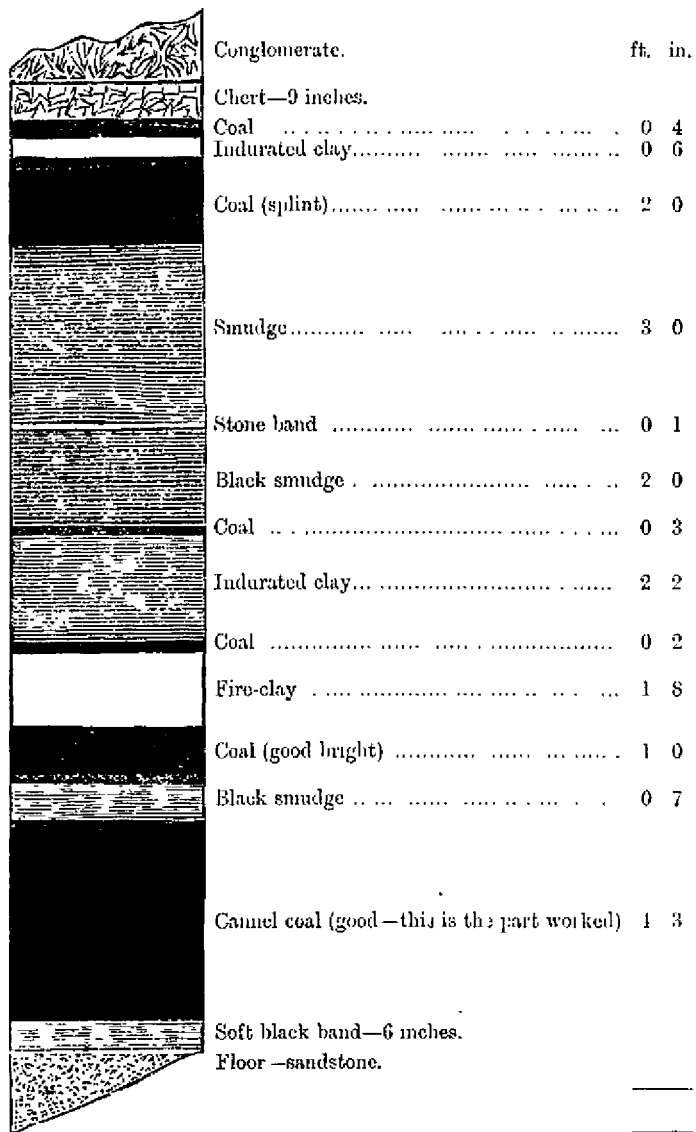 Conglomerate. ft. in.
Chert—9 inches.
Coal .................... 0 4
Indurated clay.................... 0 6
Coal (splint).................... 2 0
Smudge.................... 3 0
Stone band .................... 0 1
Black smudge .................... 2 0
Coal .................... 0 3
Indurated clay.................... 2 2
Coal .................... 0 2
Fire-clay .................... 1 8
Coal (good bright) .................... 1 0
Black smudge .................... 0 7
Cannel coal (good—this is the part worked) 4 3
Soft black band—6 inches.
Floor—sandstone.